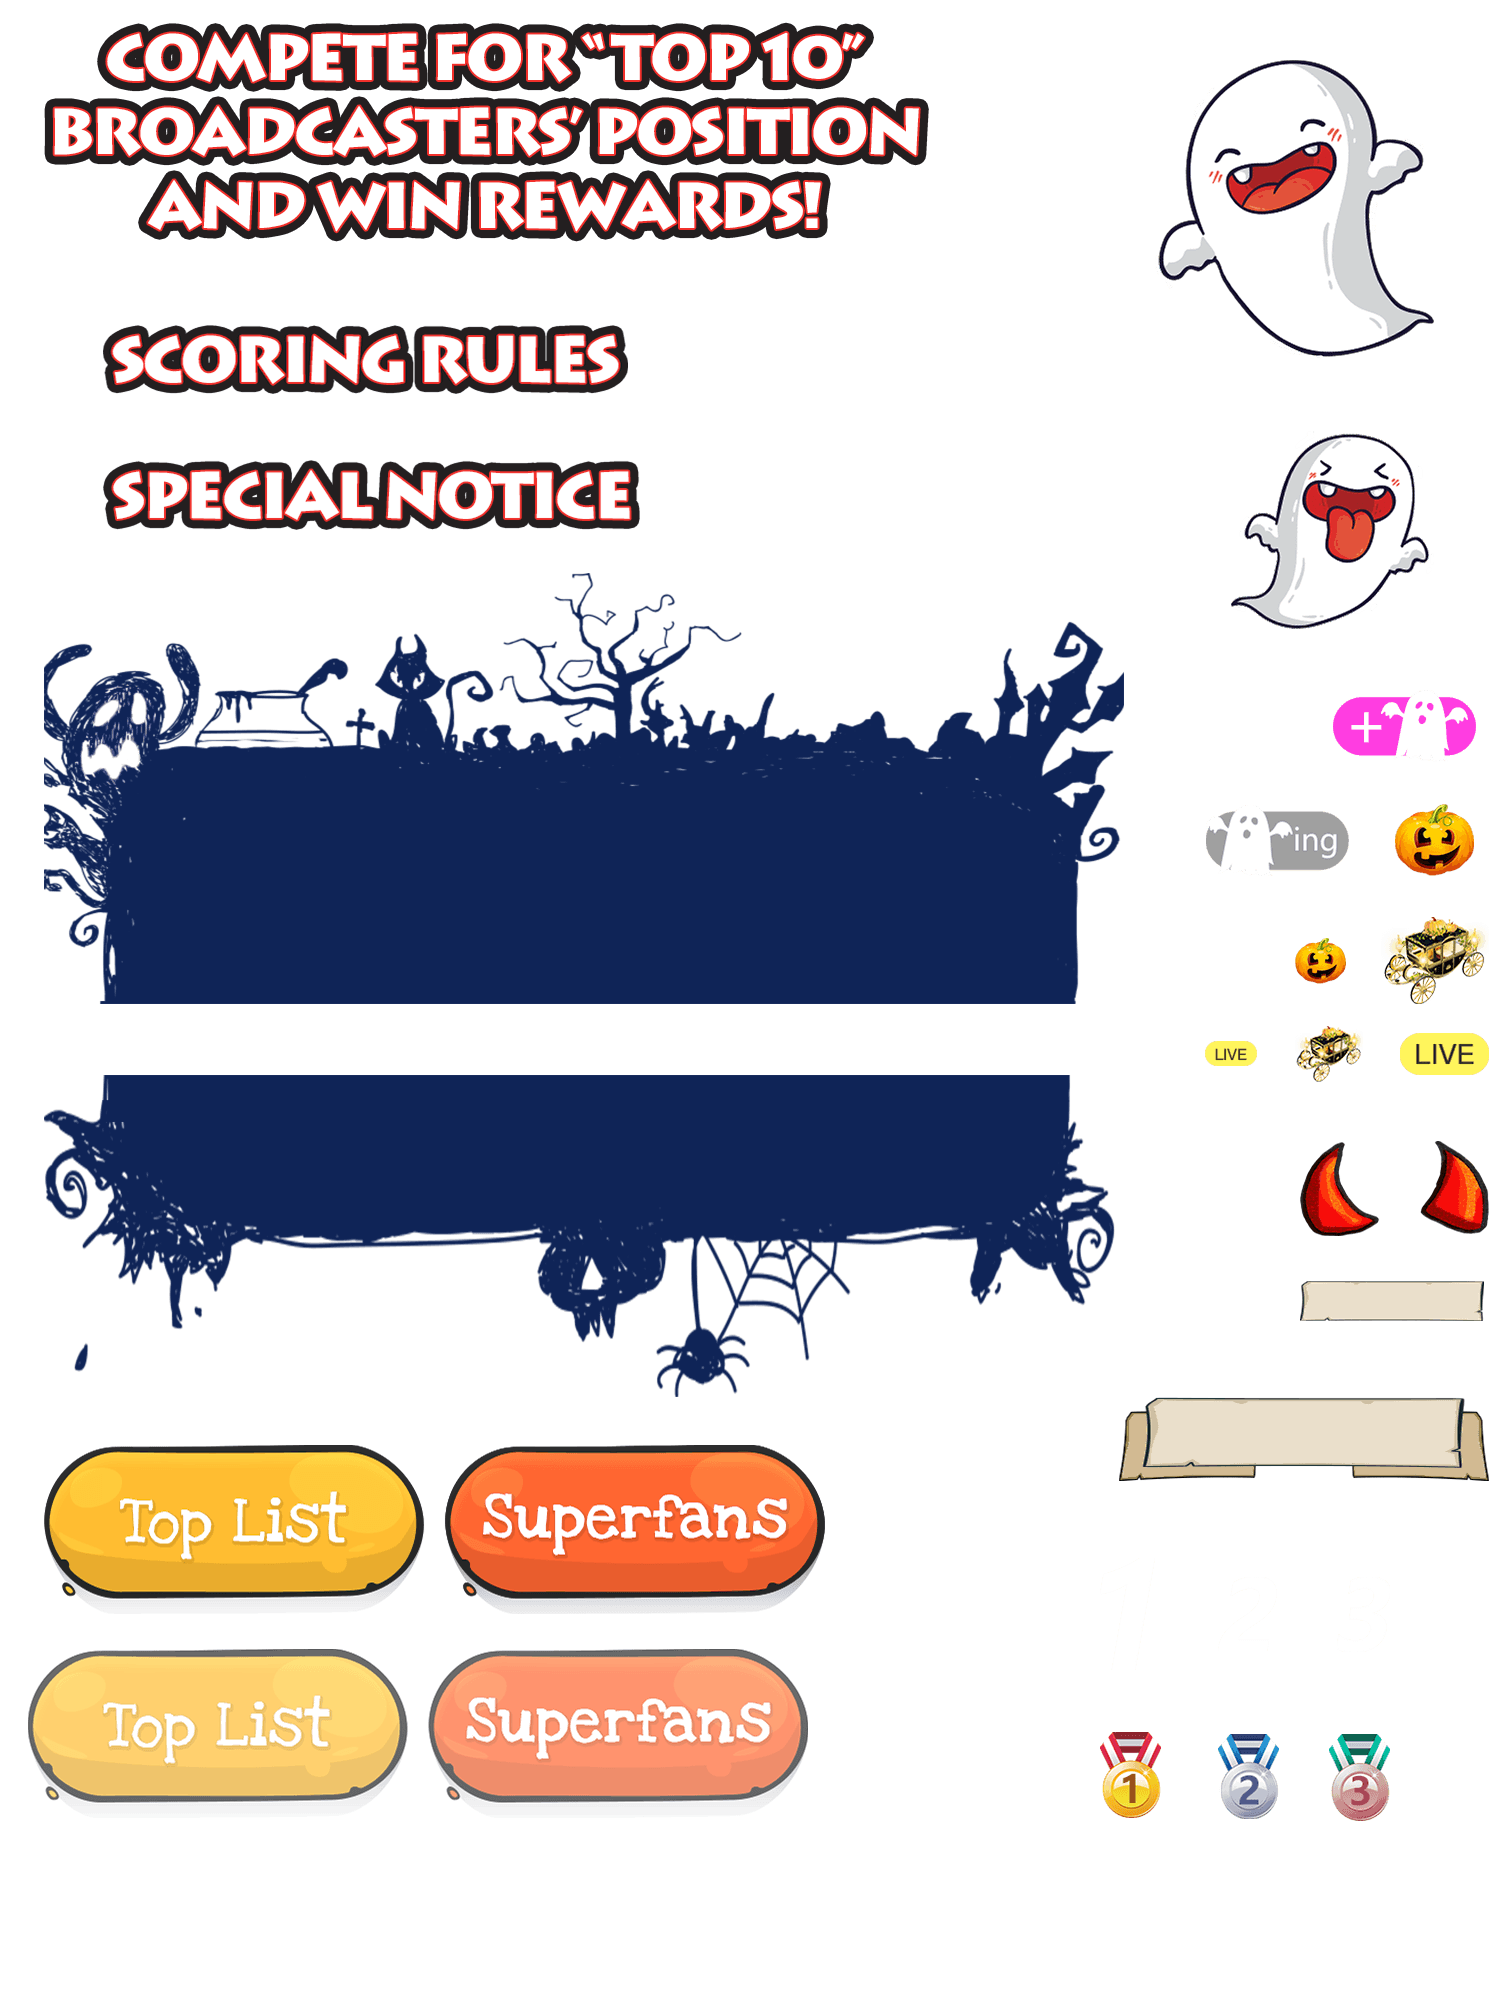 COMPETE FOR “TOP 10”
BROADCASTERS’ POSITION
AND WIN REWARDS!
SCORING RULES
SPECIAL NOTICE
+
ing
LIVE
LIVE
Top List
Superfans
Top List
Superfans
1
2
3